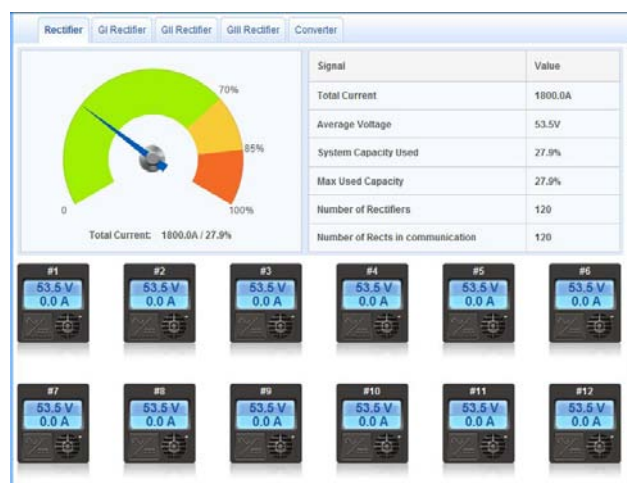 Rectifier GI Rectifier GII Rectifier GIII Rectifier Converter
70%
85%
0 100%
Total Current: 1800.0A / 27.9%
Signal Value
Total Current 1800.0A
Average Voltage 53.5V
System Capacity Used 27.9%
Max Used Capacity 27.9%
Number of Rectifiers 120
Number of Rects in communication 120
#1 #2 #3 #4 #5 #6
53.5 V 53.5 V 53.5 V 53.5 V 53.5 V 53.5 V
0.0 A 0.0 A 0.0 A 0.0 A 0.0 A 0.0 A
#7 #8 #9 #10 #11 #12
53.5 V 53.5 V 53.5 V 53.5 V 53.5 V 53.5 V
0.0 A 0.0 A 0.0 A 0.0 A 0.0 A 0.0 A